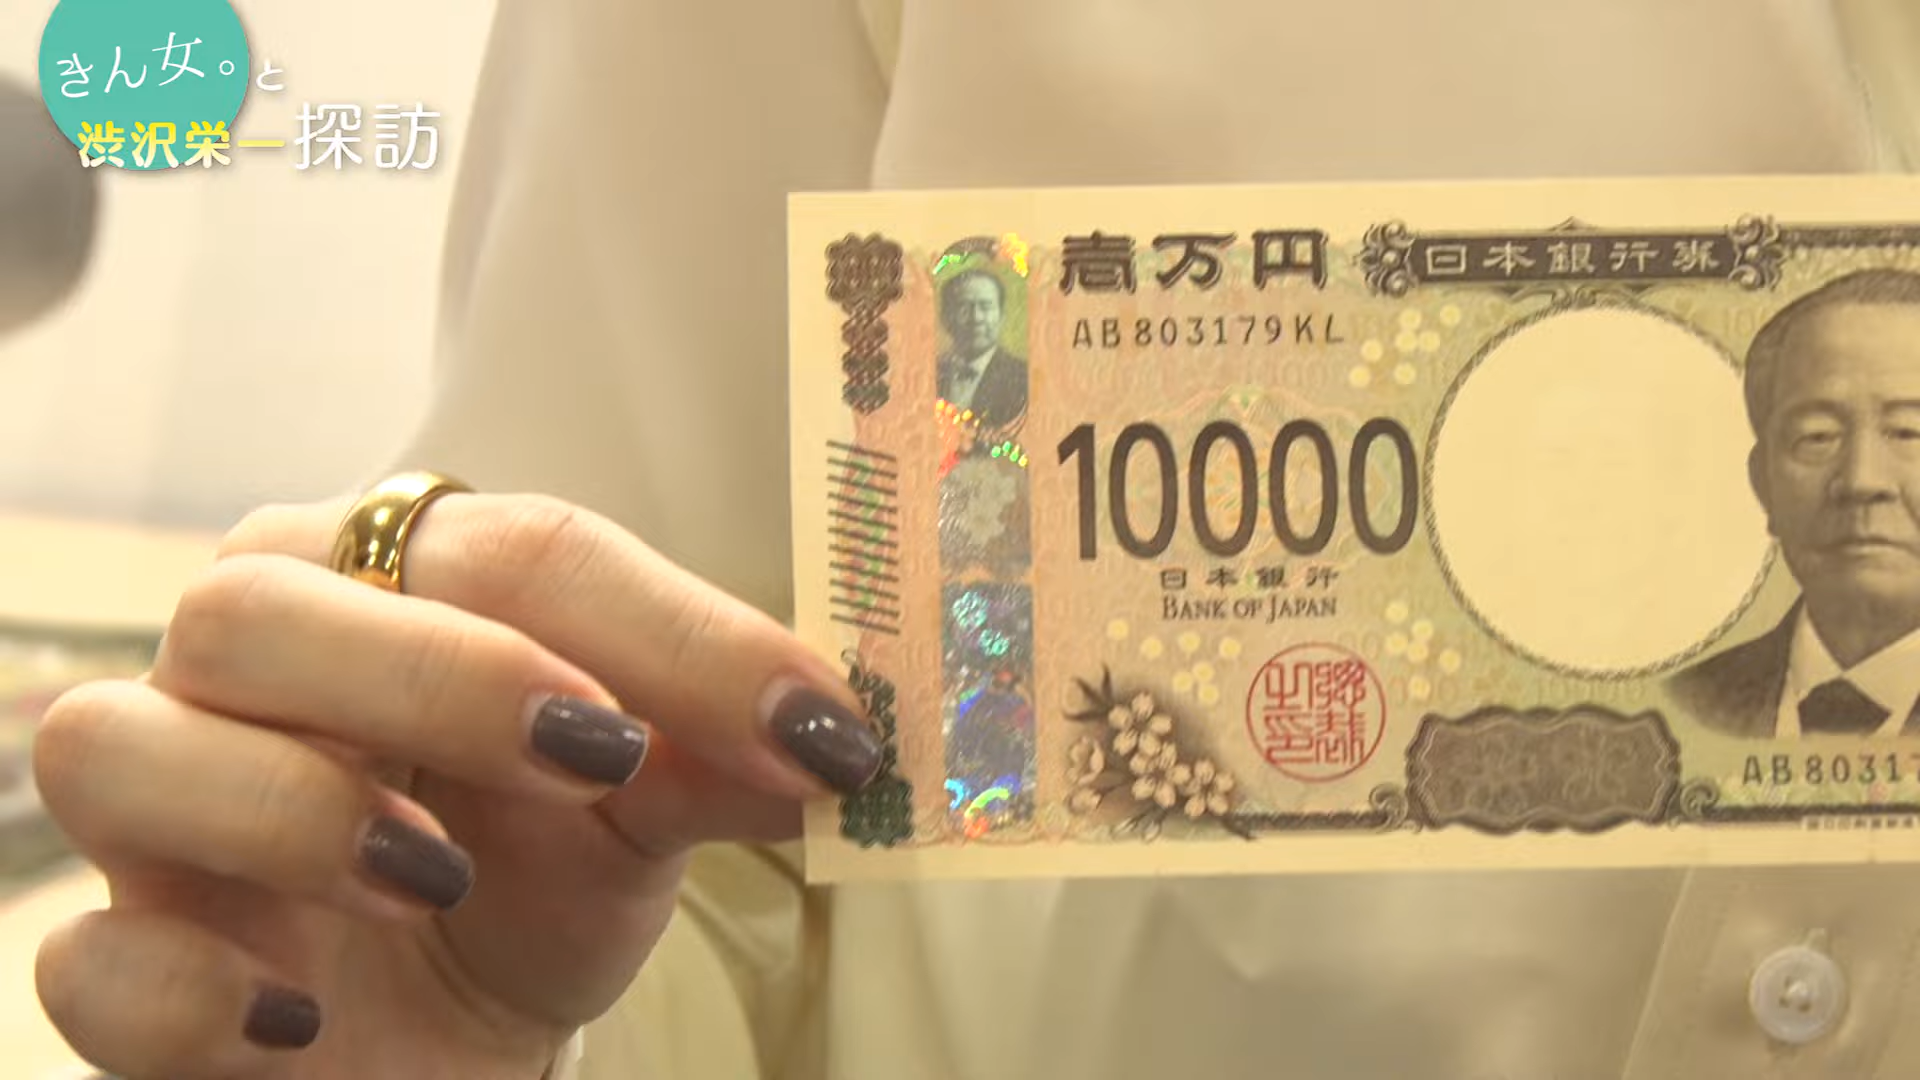 きん女。と
渋沢栄一探訪
壱万円
日本銀行券
AB803179KL
10000
日本銀行
BANK OF JAPAN
AB8031